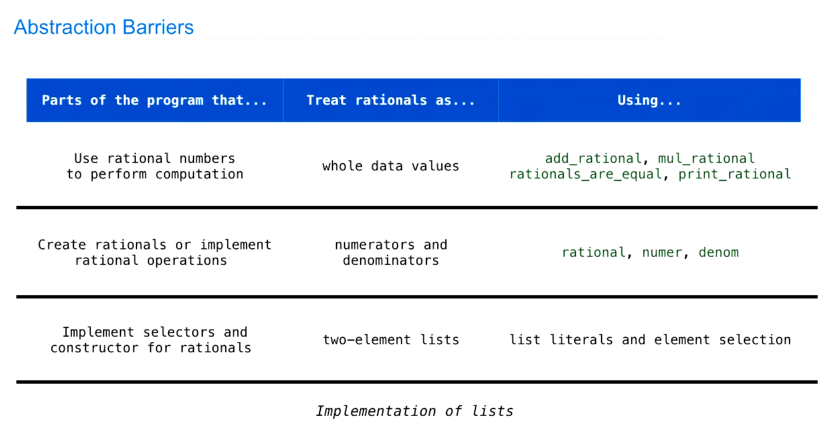 Abstraction Barriers
Parts of the program that... Treat rationals as... Using...
Use rational numbers
to perform computation
whole data values
add_rational, mul_rational
rationals_are_equal, print_rational
Create rationals or implement
rational operations
numerators and
denominators
rational, numer, denom
Implement selectors and
constructor for rationals
two-element lists
list literals and element selection
Implementation of lists